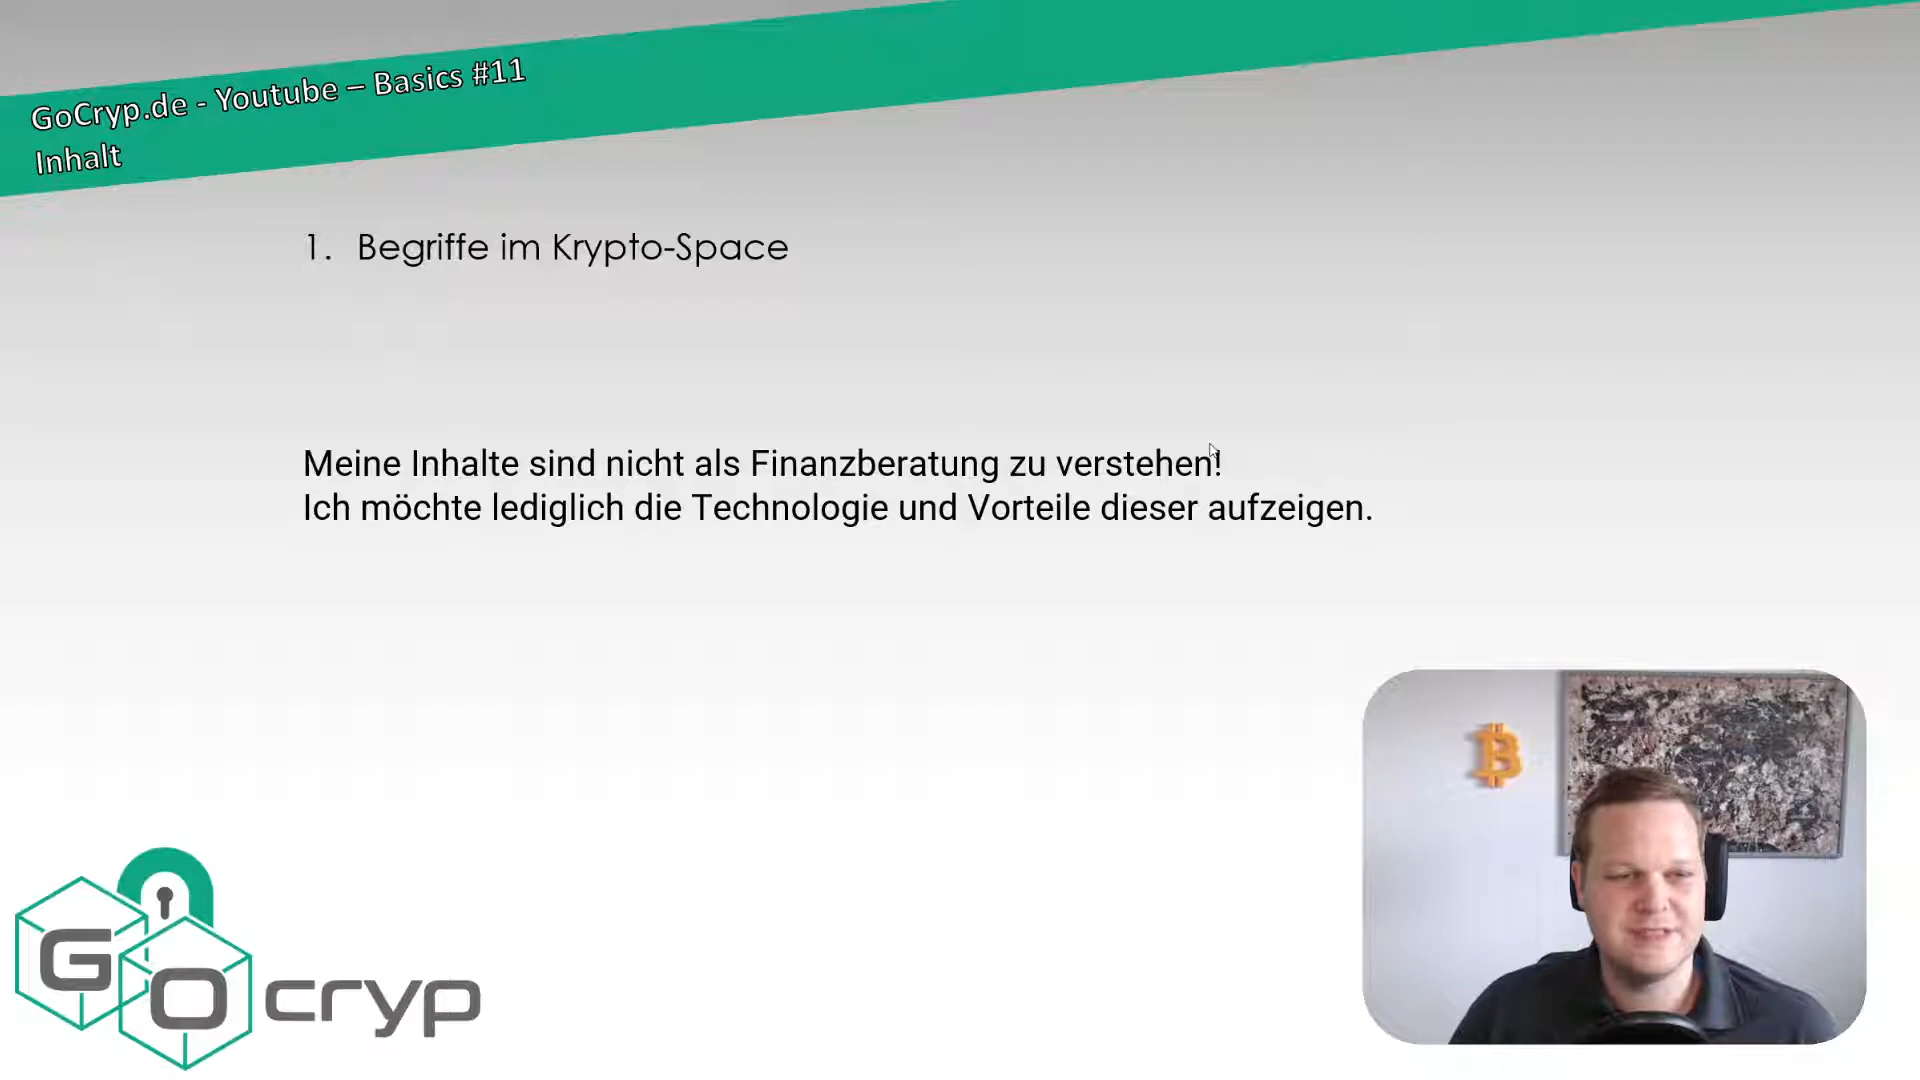 GoCryp.de - Youtube – Basics #11
Inhalt
1. Begriffe im Krypto-Space
Meine Inhalte sind nicht als Finanzberatung zu verstehen!
Ich möchte lediglich die Technologie und Vorteile dieser aufzeigen.
GO cryp